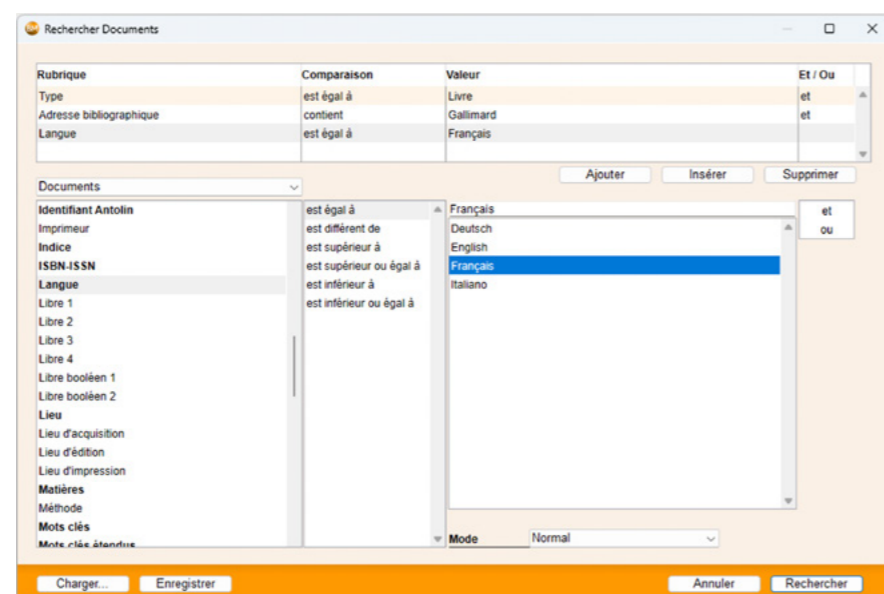 Rechercher Documents
Rubrique Comparaison Valeur Et / Ou
Type est égal à Livre et
Adresse bibliographique contient Gallimard et
Langue est égal à Français
Ajouter Insérer Supprimer
Documents
Identifiant Antolin est égal à Français et
Imprimeur est différent de Deutsch ou
Indice est supérieur à English
ISBN-ISSN est supérieur ou égal à Français
Langue est inférieur à Italiano
Libre 1 est inférieur ou égal à
Libre 2
Libre 3
Libre 4
Libre booléen 1
Libre booléen 2
Lieu
Lieu d'acquisition
Lieu d'édition
Lieu d'impression
Matières
Méthode
Mots clés
Mots clés étendus
Mode Normal
Charger... Enregistrer Annuler Rechercher